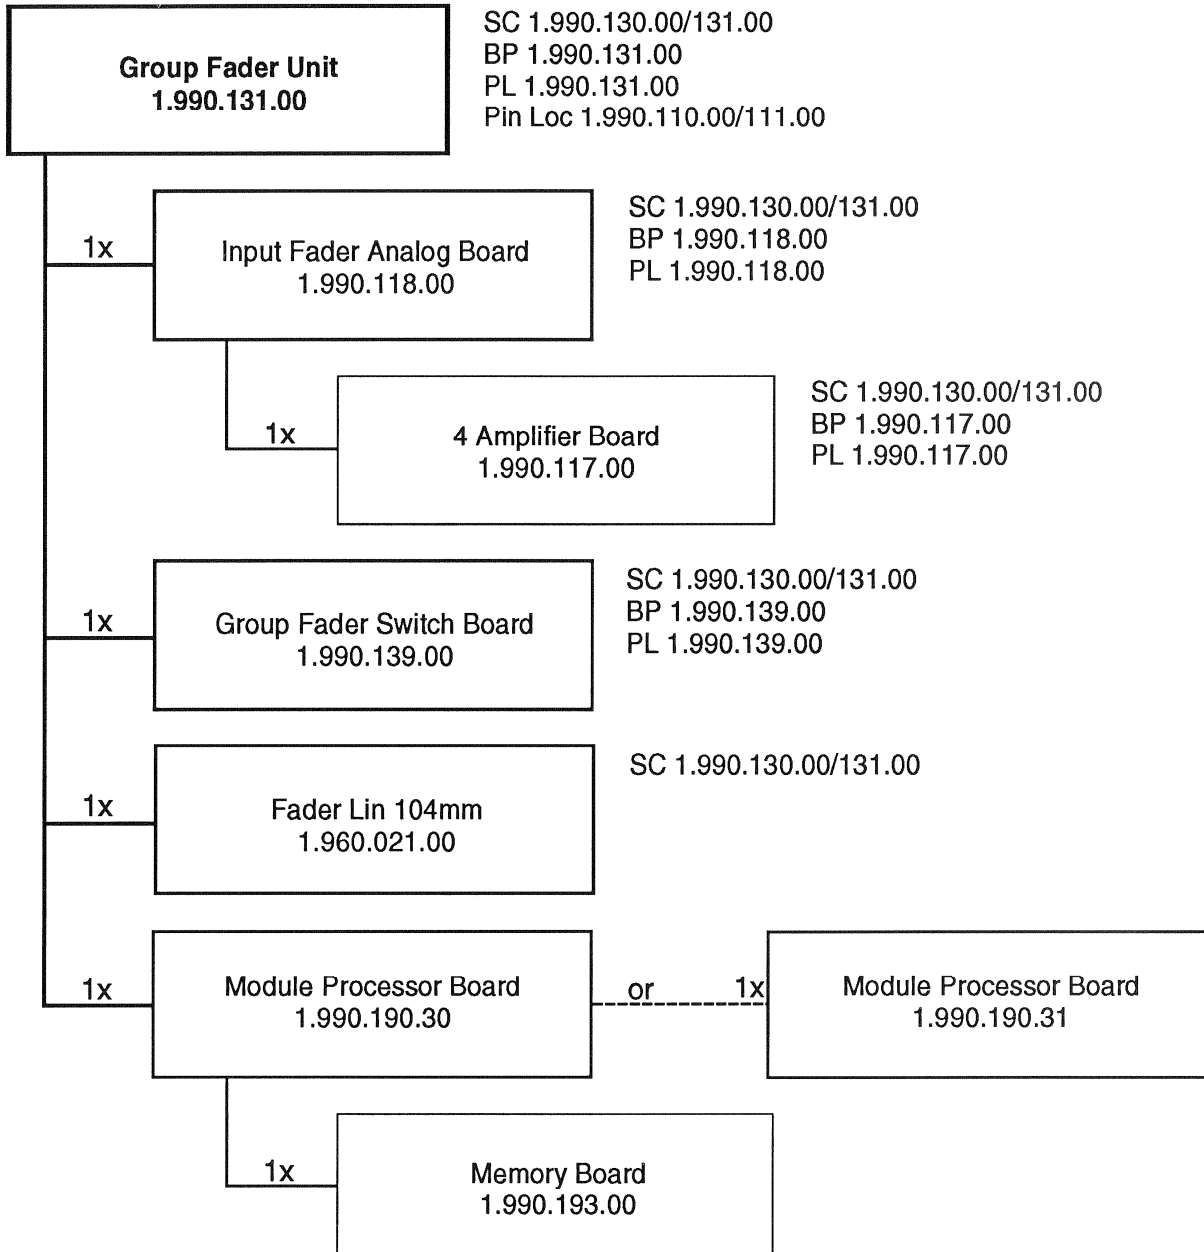 Group Fader Unit
1.990.131.00
SC 1.990.130.00/131.00
BP 1.990.131.00
PL 1.990.131.00
Pin Loc 1.990.110.00/111.00
1x
Input Fader Analog Board
1.990.118.00
SC 1.990.130.00/131.00
BP 1.990.118.00
PL 1.990.118.00
1x
4 Amplifier Board
1.990.117.00
SC 1.990.130.00/131.00
BP 1.990.117.00
PL 1.990.117.00
1x
Group Fader Switch Board
1.990.139.00
SC 1.990.130.00/131.00
BP 1.990.139.00
PL 1.990.139.00
1x
Fader Lin 104mm
1.960.021.00
SC 1.990.130.00/131.00
1x
Module Processor Board
1.990.190.30
or
1x
Module Processor Board
1.990.190.31
1x
Memory Board
1.990.193.00